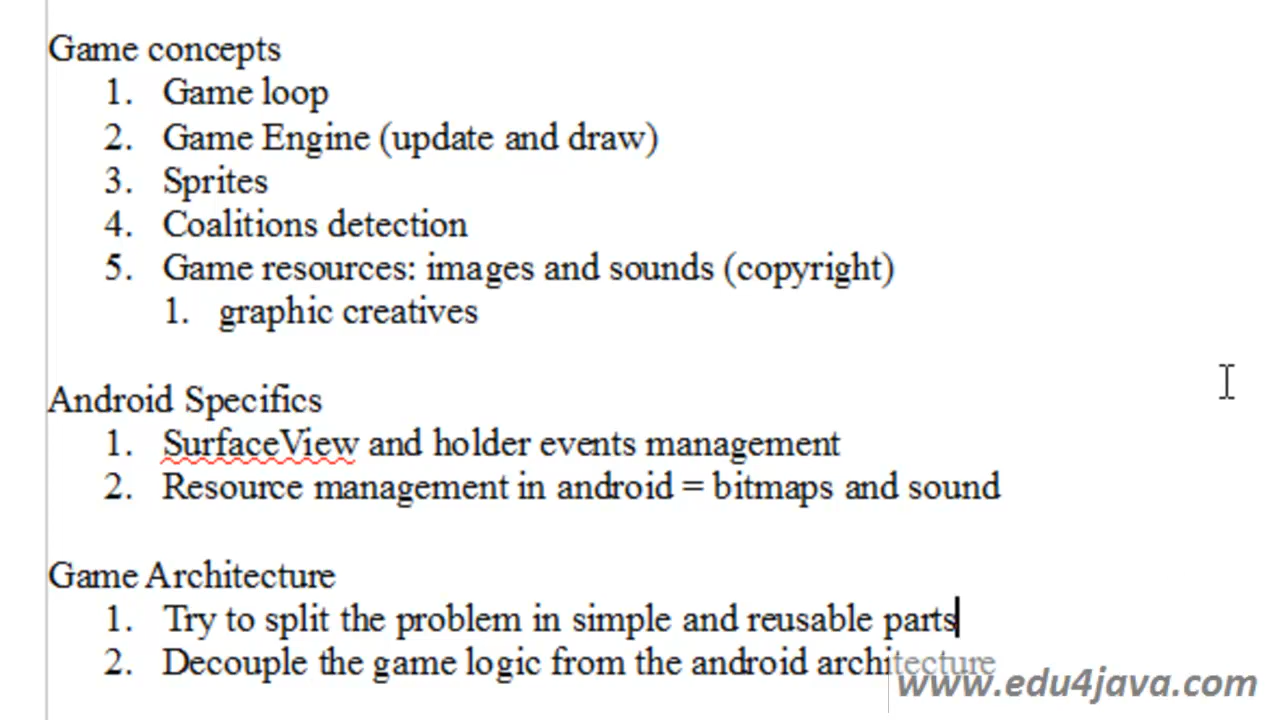 Game concepts
1. Game loop
2. Game Engine (update and draw)
3. Sprites
4. Coalitions detection
5. Game resources: images and sounds (copyright)
1. graphic creatives
Android Specifics
1. SurfaceView and holder events management
2. Resource management in android = bitmaps and sound
Game Architecture
1. Try to split the problem in simple and reusable parts
2. Decouple the game logic from the android architecture
www.edu4java.com